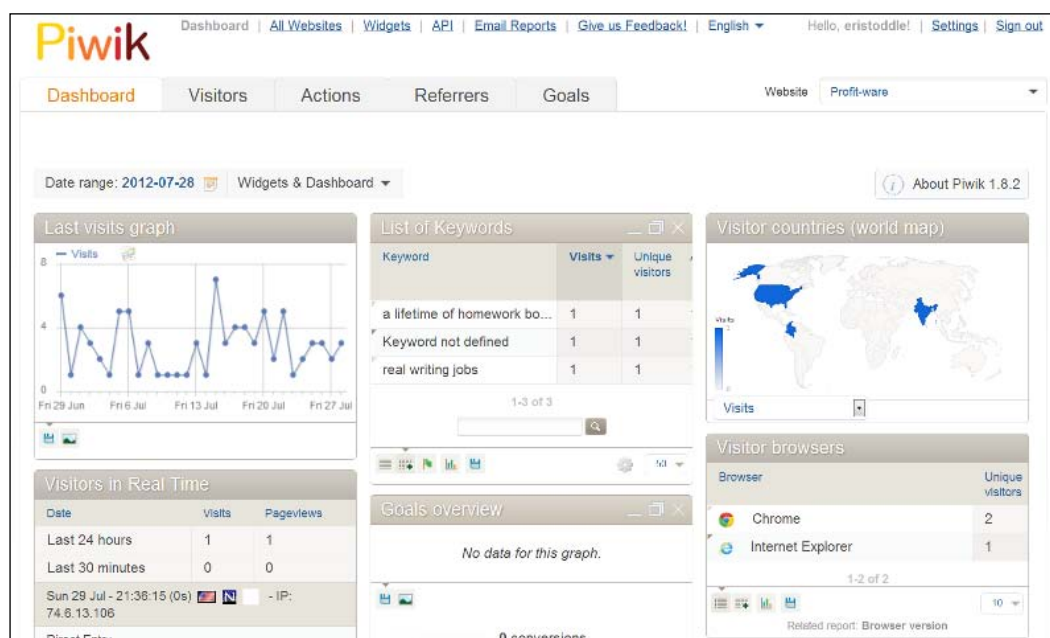 Piwik
Dashboard | All Websites | Widgets | API | Email Reports | Give us Feedback! | English
Hello, eristoddle! | Settings | Sign out
Dashboard Visitors Actions Referrers Goals
Website Profit-ware
Date range: 2012-07-28 Widgets & Dashboard
About Piwik 1.8.2
Last visits graph
Visits
8
4
0
Fri 29 Jun Fri 6 Jul Fri 13 Jul Fri 20 Jul Fri 27 Jul
Visitors in Real Time
Date Visits Pageviews
Last 24 hours 1 1
Last 30 minutes 0 0
Sun 29 Jul - 21:36:15 (0s) N - IP:
74.6.13.106
List of Keywords
Keyword Visits Unique
visitors
a lifetime of homework bo... 1 1
Keyword not defined 1 1
real writing jobs 1 1
1-3 of 3
50
Goals overview
No data for this graph.
0 conversions
Visitor countries (world map)
Visits
1
0
Visits
Visitor browsers
Browser Unique
visitors
Chrome 2
Internet Explorer 1
1-2 of 2
10
Related report: Browser version